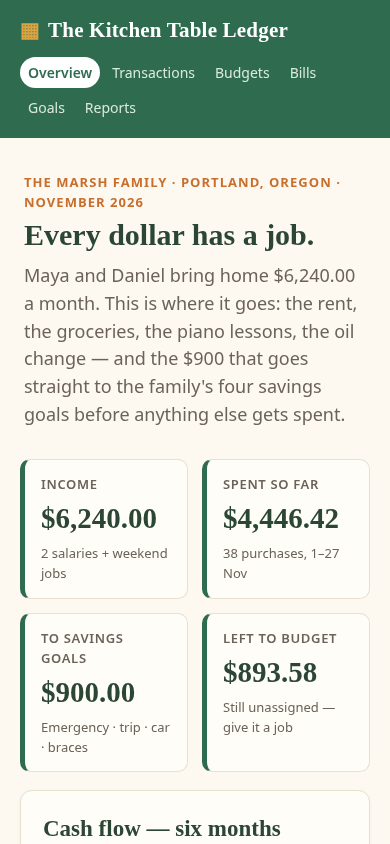 The Kitchen Table Ledger
Overview Transactions Budgets Bills
Goals Reports
THE MARSH FAMILY · PORTLAND, OREGON ·
NOVEMBER 2026
Every dollar has a job.
Maya and Daniel bring home $6,240.00
a month. This is where it goes: the rent,
the groceries, the piano lessons, the oil
change — and the $900 that goes
straight to the family's four savings
goals before anything else gets spent.
INCOME
$6,240.00
2 salaries + weekend
jobs
SPENT SO FAR
$4,446.42
38 purchases, 1–27
Nov
TO SAVINGS
GOALS
$900.00
Emergency · trip · car
· braces
LEFT TO BUDGET
$893.58
Still unassigned —
give it a job
Cash flow — six months